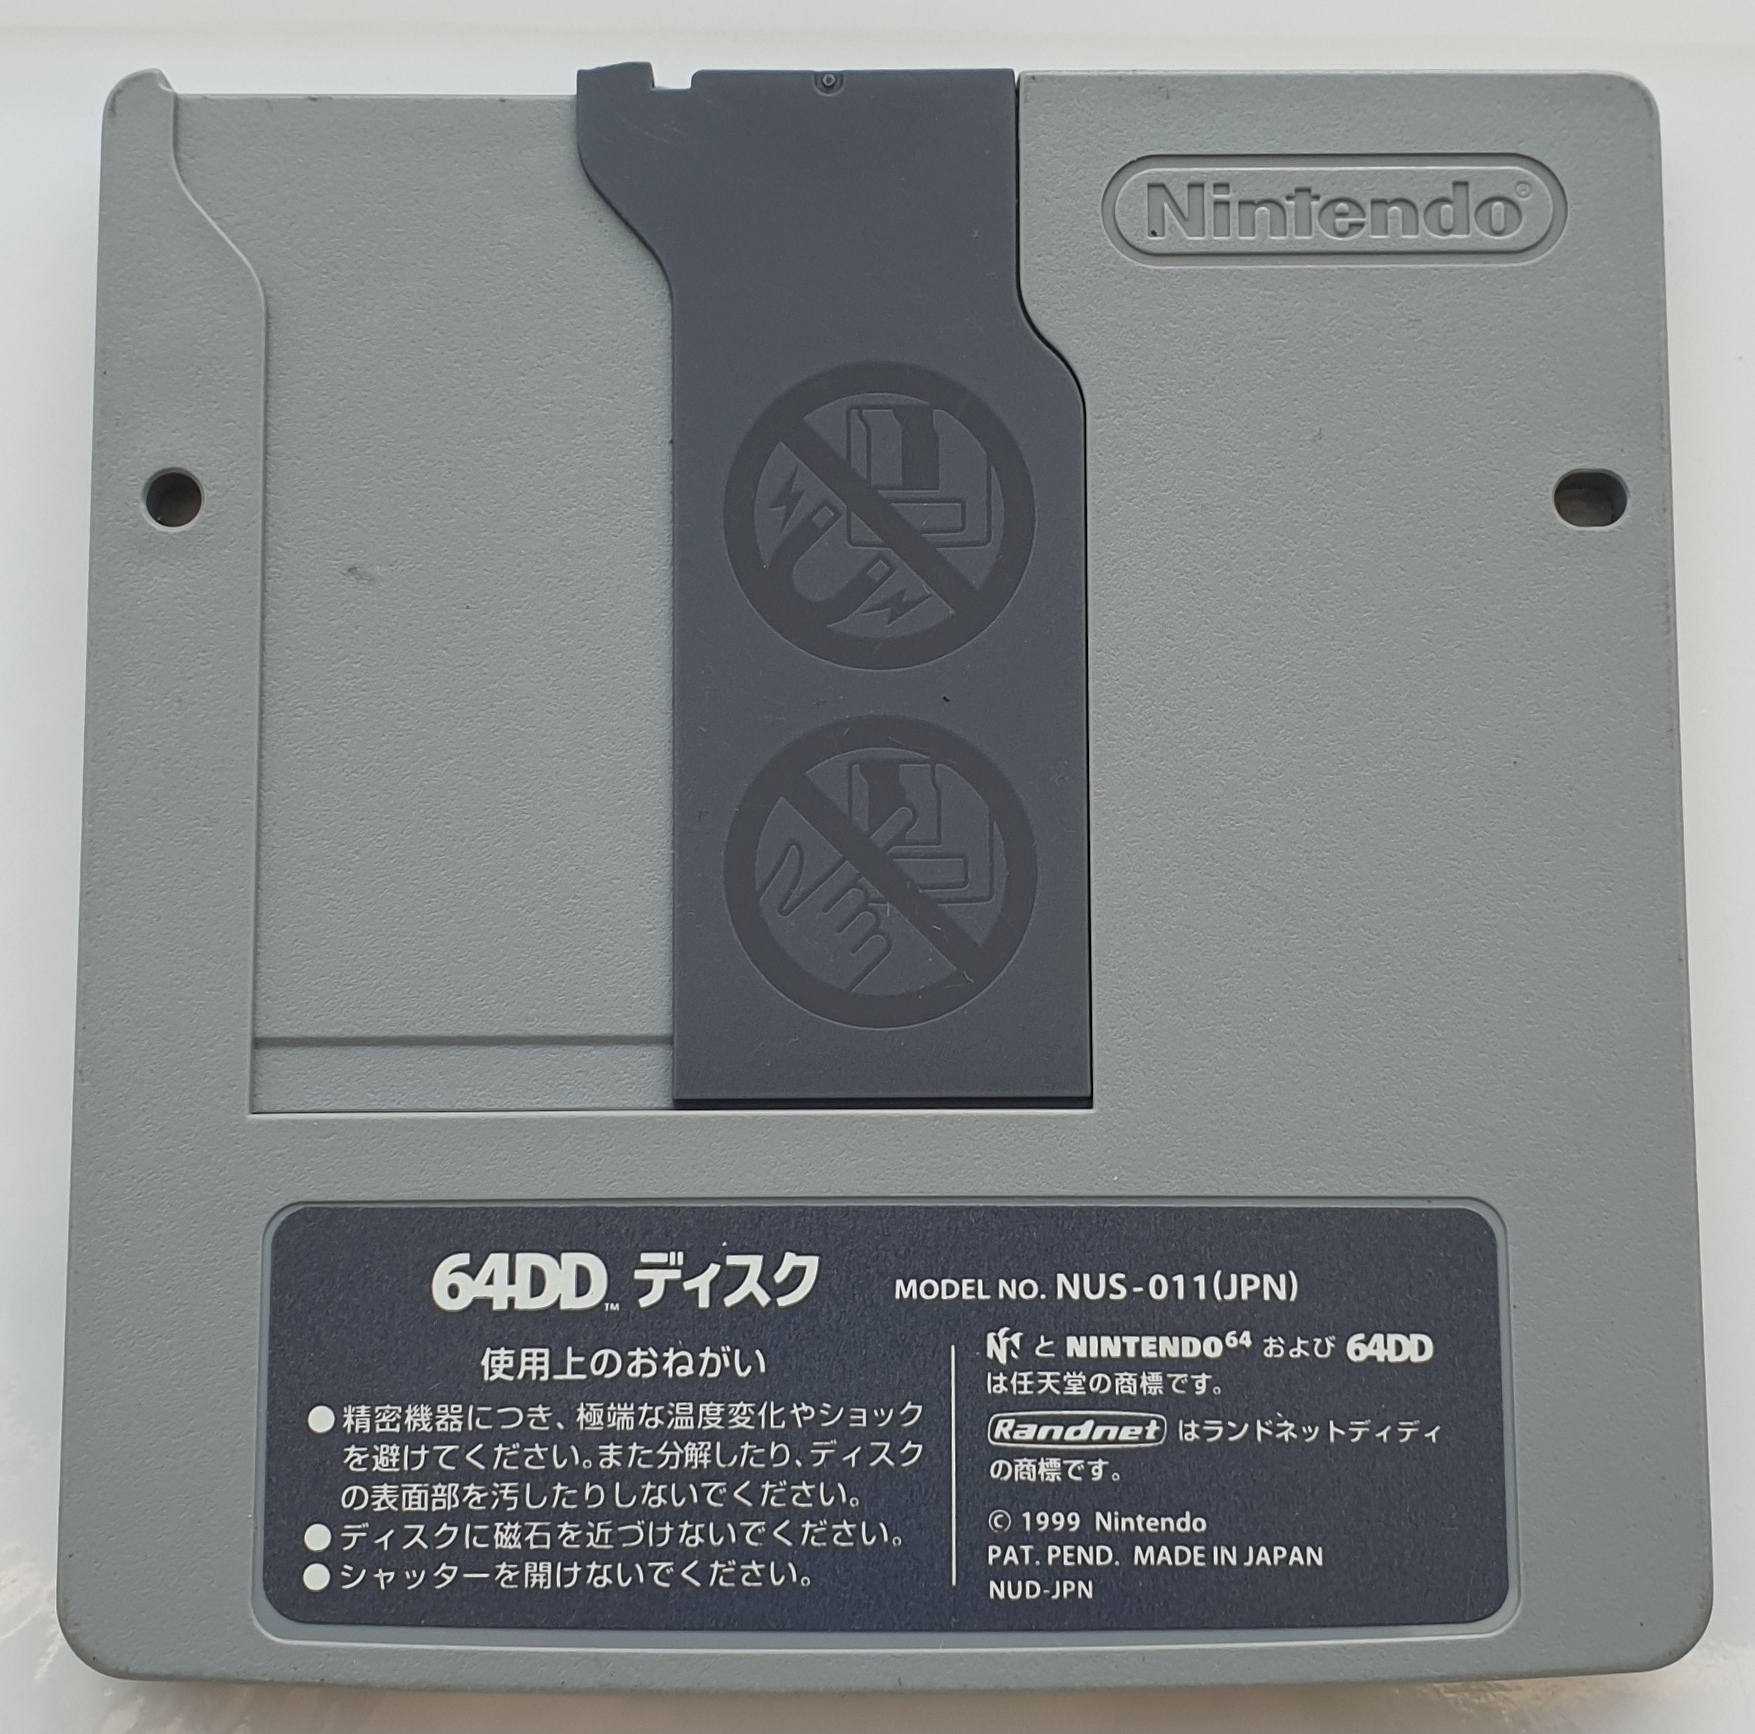 Nintendo®
64DD™ ディスク
MODEL NO. NUS-011(JPN)
使用上のおねがい
●精密機器につき、極端な温度変化やショック
を避けてください。また分解したり、ディスク
の表面部を汚したりしないでください。
●ディスクに磁石を近づけないでください。
●シャッターを開けないでください。
と NINTENDO64 および 64DD
は任天堂の商標です。
Randnet はランドネットディディ
の商標です。
© 1999 Nintendo
PAT. PEND. MADE IN JAPAN
NUD-JPN